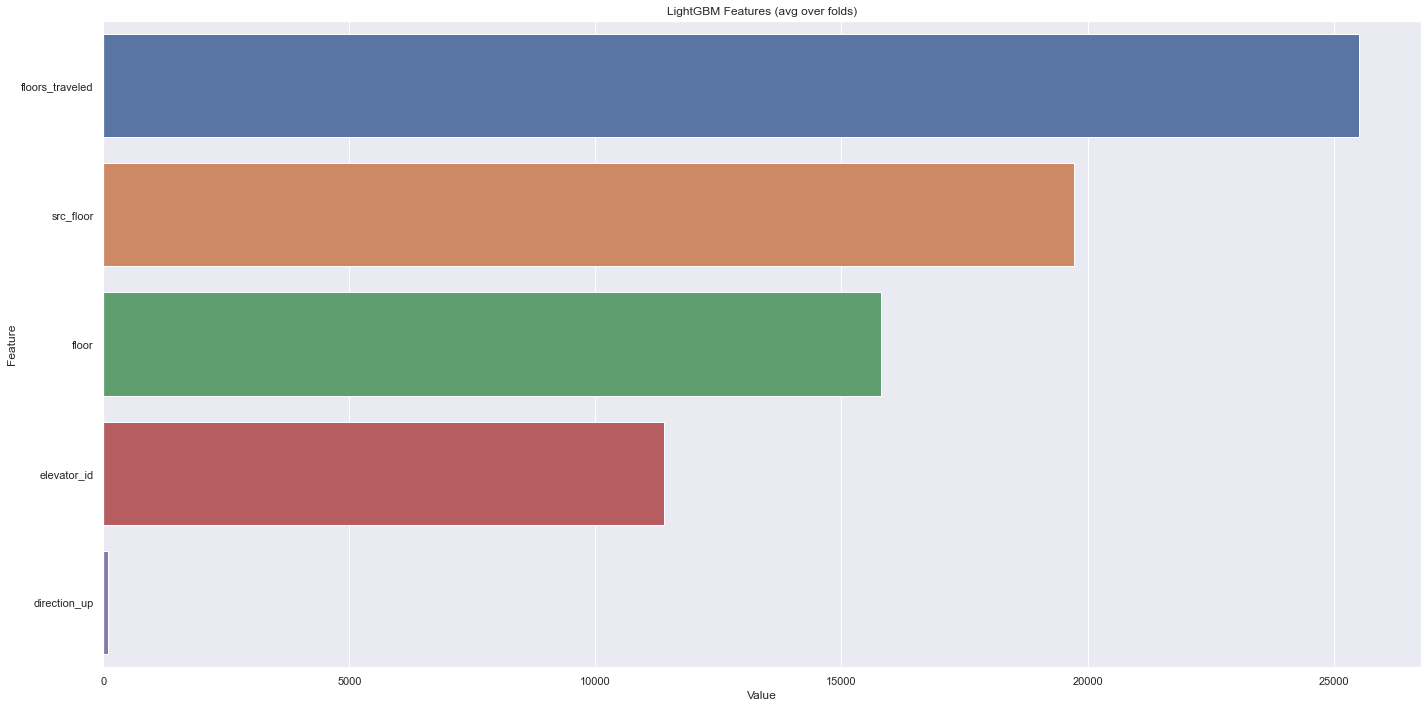 LightGBM Features (avg over folds)
floors_traveled
src_floor
floor
elevator_id
direction_up
Feature
0 5000 10000 15000 20000 25000
Value